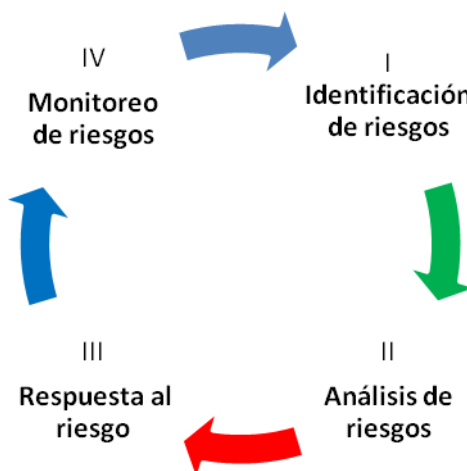 IV
Monitoreo
de riesgos
I
Identificación
de riesgos
II
Análisis de
riesgos
III
Respuesta al
riesgo